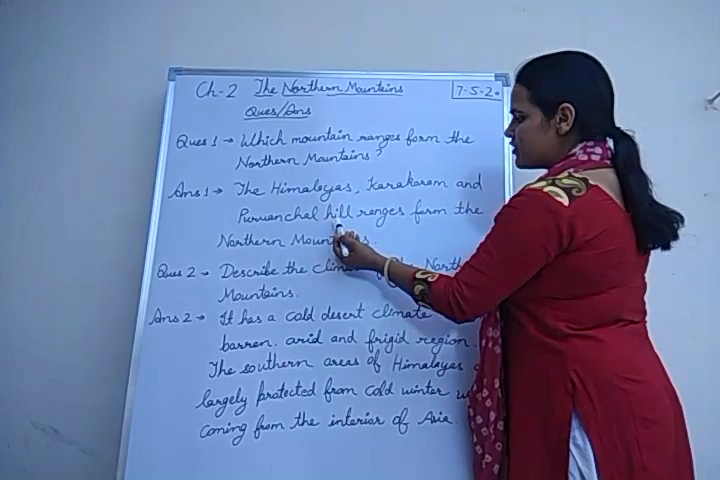 Ch-2 The Northern Mountains
7-5-20
Ques/Ans
Ques 1 → Which mountain ranges form the
Northern Mountains?
Ans 1 → The Himalayas, Karakoram and
Purvanchal hill ranges form the
Northern Mountains.
Ques 2 → Describe the North
Mountains.
Ans 2 → It has a cold desert climate
barren, arid and frigid region.
The southern areas of Himalayas
largely protected from cold winter
coming from the interior of Asia.